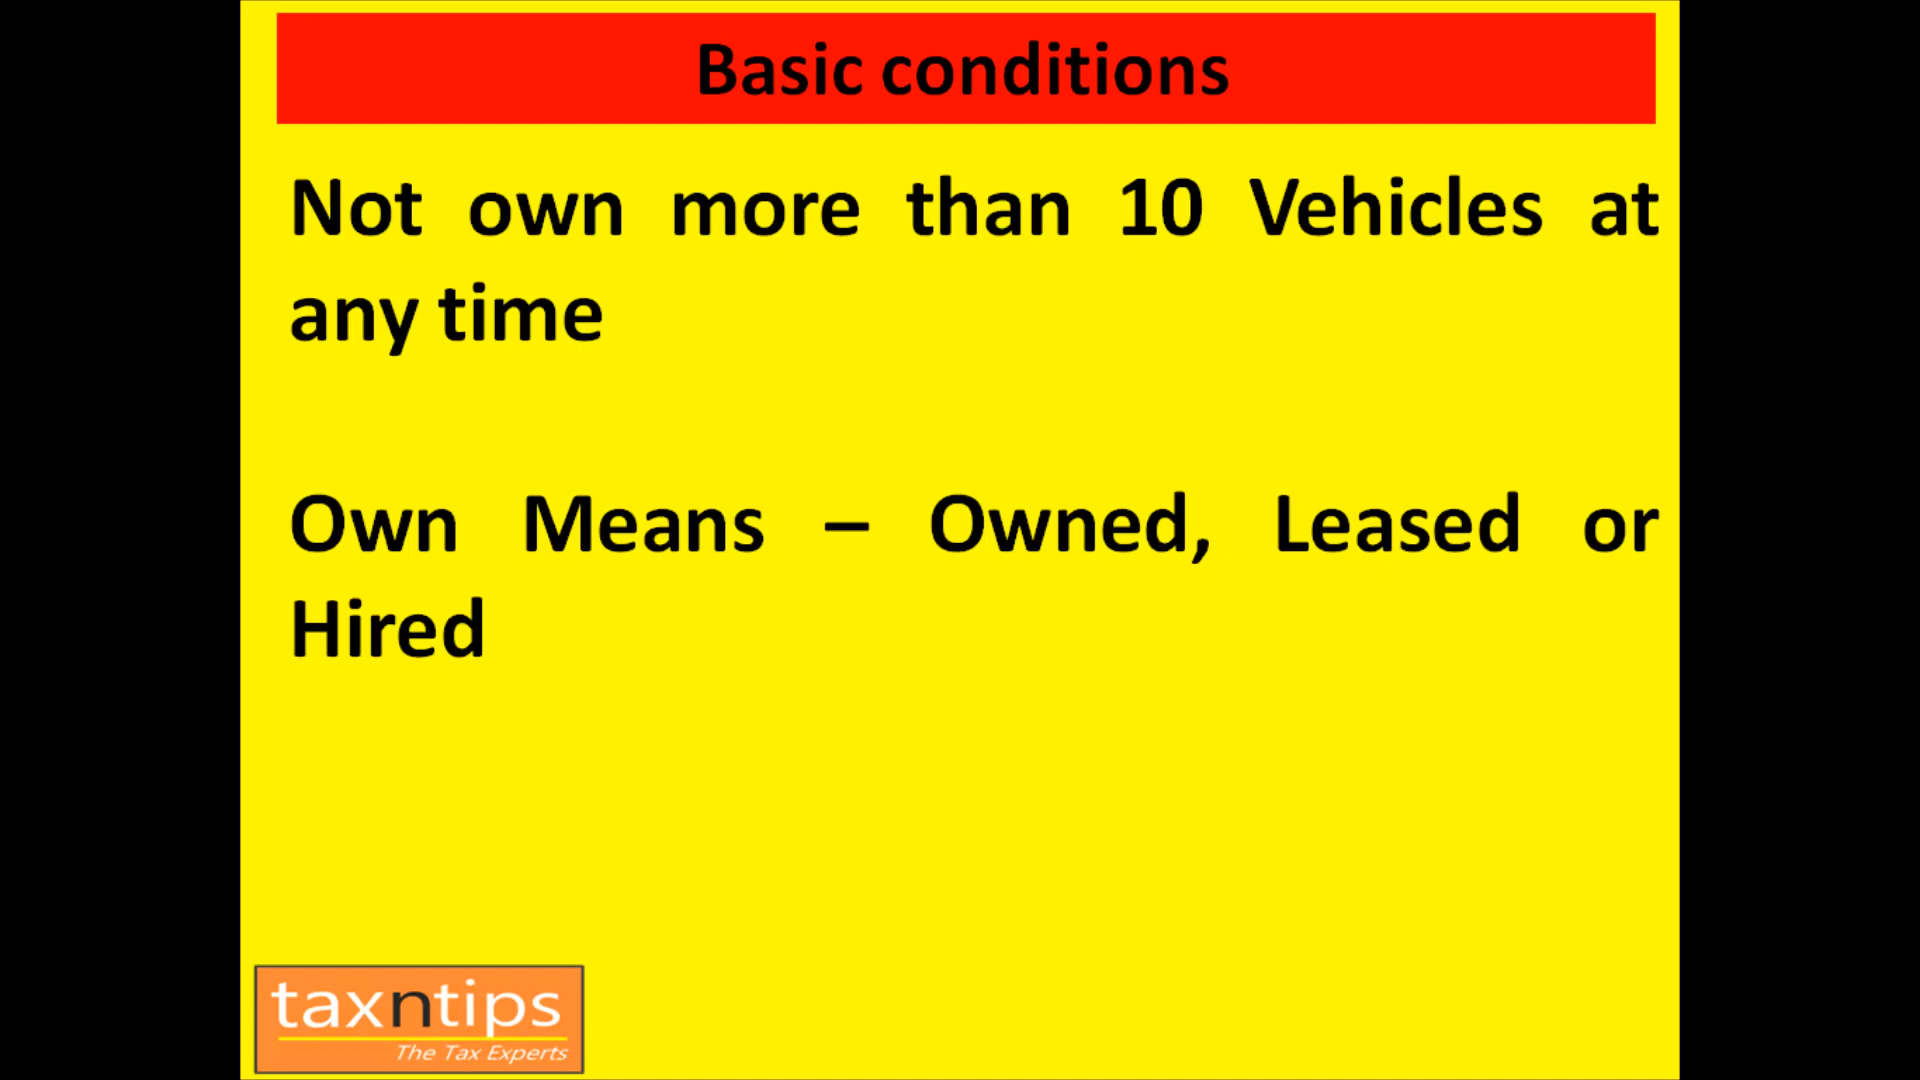 Basic conditions
Not own more than 10 Vehicles at
any time
Own Means – Owned, Leased or
Hired
taxntips
The Tax Experts